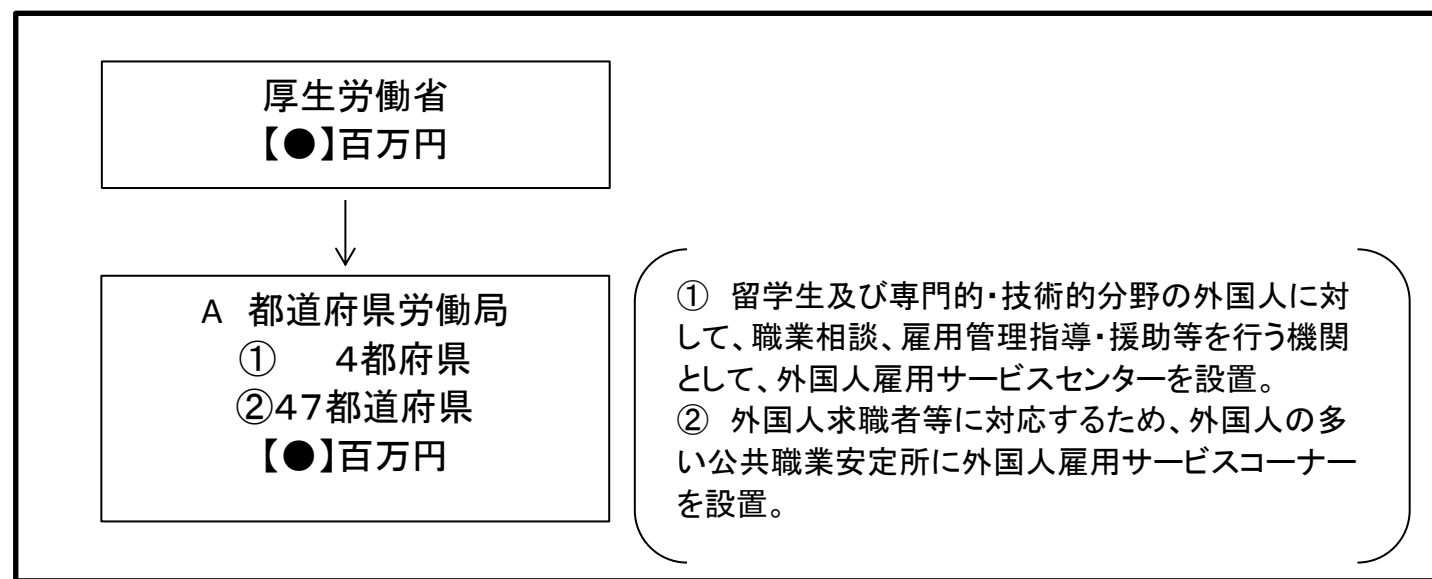 厚生労働省
【●】百万円
A 都道府県労働局
① 4都府県
②47都道府県
【●】百万円
① 留学生及び専門的・技術的分野の外国人に対
して、職業相談、雇用管理指導・援助等を行う機関
として、外国人雇用サービスセンターを設置。
② 外国人求職者等に対応するため、外国人の多
い公共職業安定所に外国人雇用サービスコーナー
を設置。